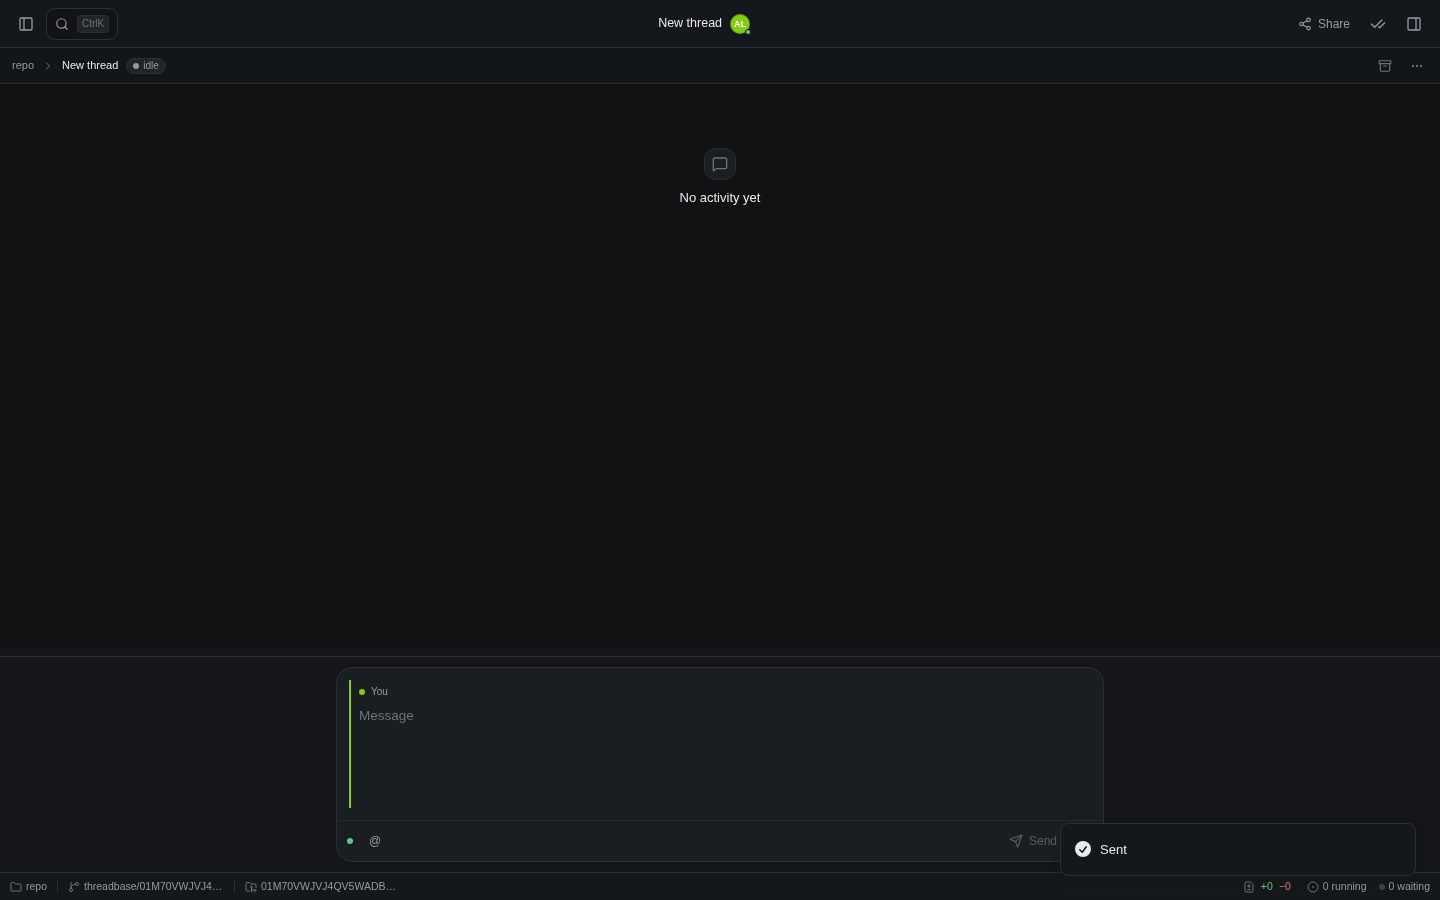 CtrlK
New thread
AL
Share
repo
New thread
idle
No activity yet
You
Message
@
Send
Sent
repo
threadbase/01M70VWJVJ4…
01M70VWJVJ4QV5WADB…
+0 −0
0 running
0 waiting